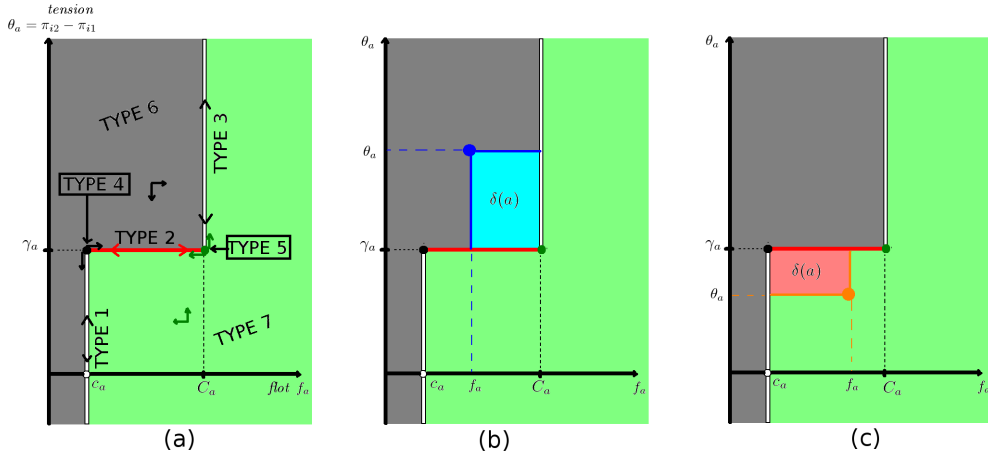 tension
θₐ = πᵢ₂ − πᵢ₁
TYPE 6
TYPE 3
TYPE 4
TYPE 2
TYPE 5
γₐ
TYPE 1
TYPE 7
cₐ
Cₐ
flot fₐ
(a)
θₐ
θₐ
δ(a)
γₐ
cₐ
fₐ
Cₐ
fₐ
(b)
θₐ
γₐ
δ(a)
θₐ
cₐ
fₐ
Cₐ
fₐ
(c)